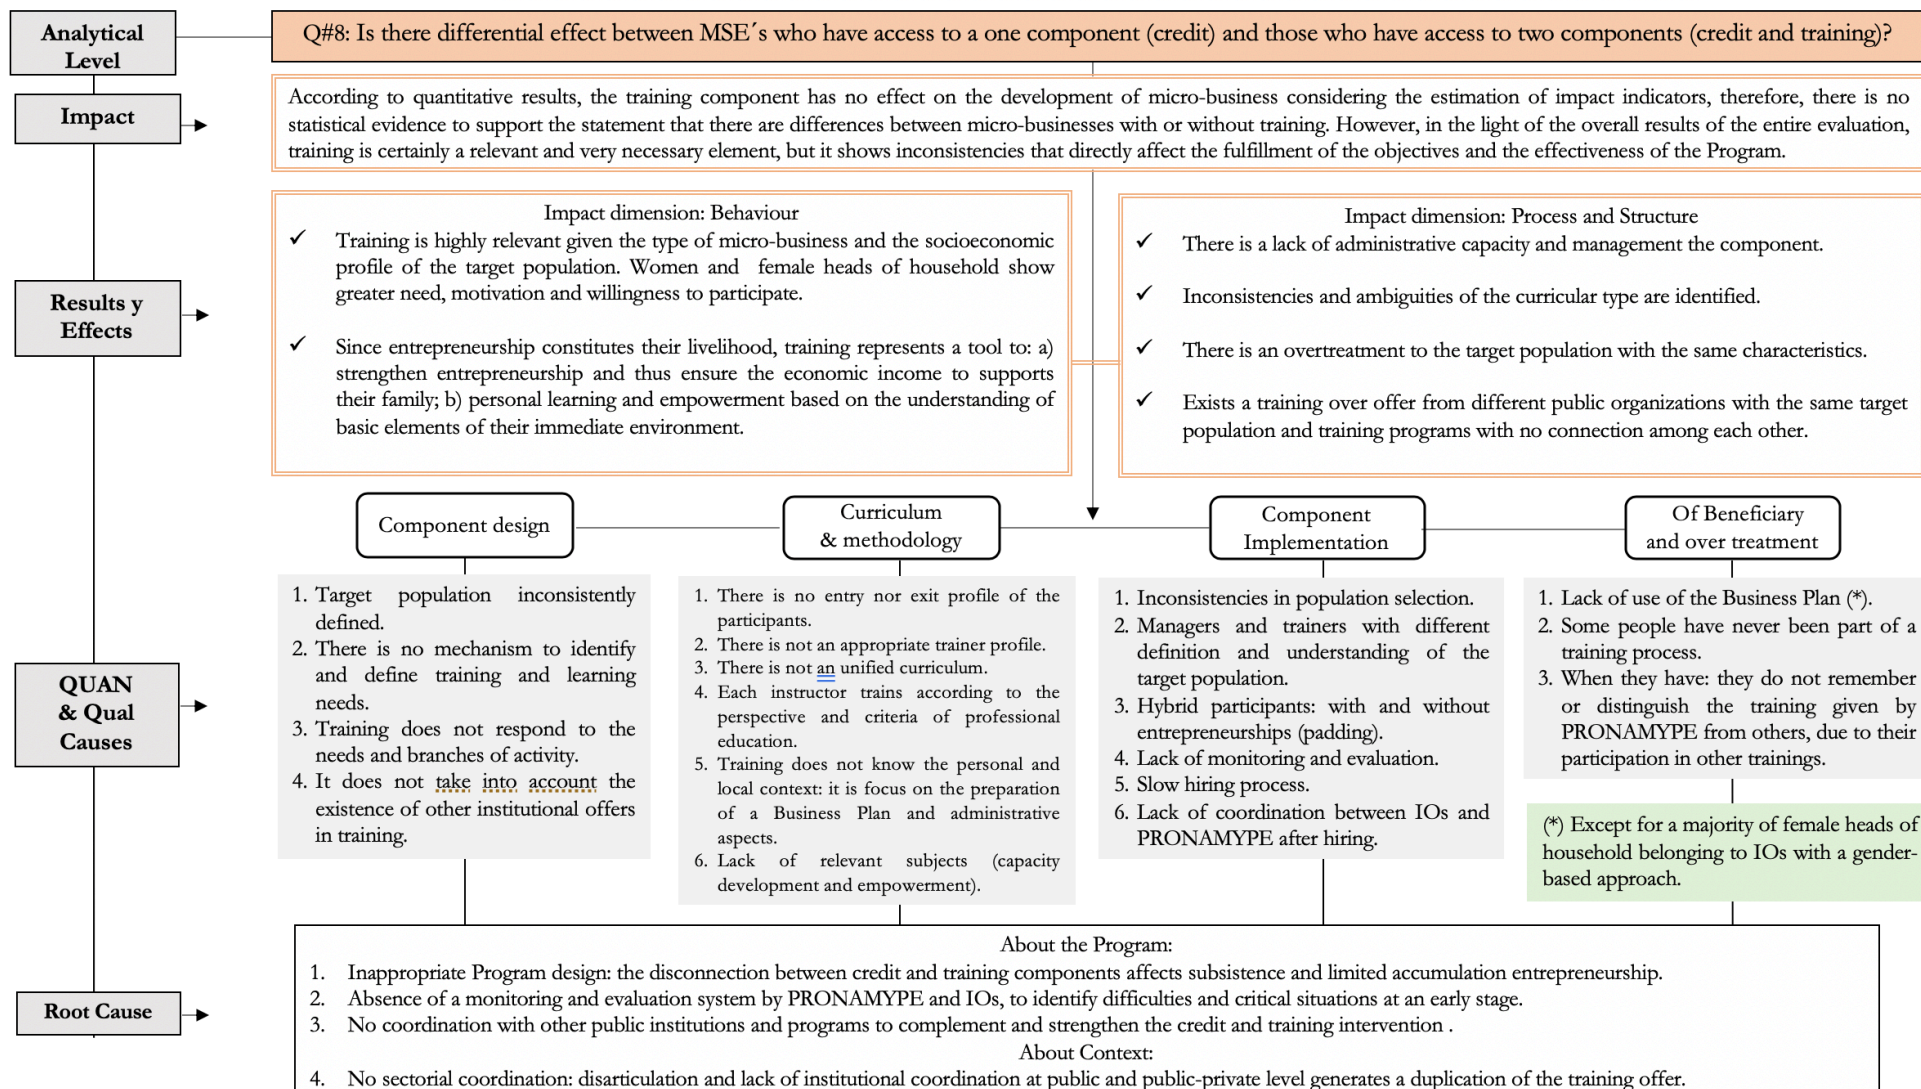 Analytical
Level
Q#8: Is there differential effect between MSE´s who have access to a one component (credit) and those who have access to two components (credit and training)?
Impact
According to quantitative results, the training component has no effect on the development of micro-business considering the estimation of impact indicators, therefore, there is no
statistical evidence to support the statement that there are differences between micro-businesses with or without training. However, in the light of the overall results of the entire evaluation,
training is certainly a relevant and very necessary element, but it shows inconsistencies that directly affect the fulfillment of the objectives and the effectiveness of the Program.
Results y
Effects
Impact dimension: Behaviour
✓ Training is highly relevant given the type of micro-business and the socioeconomic
profile of the target population. Women and female heads of household show
greater need, motivation and willingness to participate.
✓ Since entrepreneurship constitutes their livelihood, training represents a tool to: a)
strengthen entrepreneurship and thus ensure the economic income to supports
their family; b) personal learning and empowerment based on the understanding of
basic elements of their immediate environment.
Impact dimension: Process and Structure
✓ There is a lack of administrative capacity and management the component.
✓ Inconsistencies and ambiguities of the curricular type are identified.
✓ There is an overtreatment to the target population with the same characteristics.
✓ Exists a training over offer from different public organizations with the same target
population and training programs with no connection among each other.
QUAN
& Qual
Causes
Component design
1. Target population inconsistently
defined.
2. There is no mechanism to identify
and define training and learning
needs.
3. Training does not respond to the
needs and branches of activity.
4. It does not take into account the
existence of other institutional offers
in training.
Curriculum
& methodology
1. There is no entry nor exit profile of the
participants.
2. There is not an appropriate trainer profile.
3. There is not an unified curriculum.
4. Each instructor trains according to the
perspective and criteria of professional
education.
5. Training does not know the personal and
local context: it is focus on the preparation
of a Business Plan and administrative
aspects.
6. Lack of relevant subjects (capacity
development and empowerment).
Component
Implementation
1. Inconsistencies in population selection.
2. Managers and trainers with different
definition and understanding of the
target population.
3. Hybrid participants: with and without
entrepreneurships (padding).
4. Lack of monitoring and evaluation.
5. Slow hiring process.
6. Lack of coordination between IOs and
PRONAMYPE after hiring.
Of Beneficiary
and over treatment
1. Lack of use of the Business Plan (*).
2. Some people have never been part of a
training process.
3. When they have: they do not remember
or distinguish the training given by
PRONAMYPE from others, due to their
participation in other trainings.
(*) Except for a majority of female heads of
household belonging to IOs with a gender-
based approach.
Root Cause
About the Program:
1. Inappropriate Program design: the disconnection between credit and training components affects subsistence and limited accumulation entrepreneurship.
2. Absence of a monitoring and evaluation system by PRONAMYPE and IOs, to identify difficulties and critical situations at an early stage.
3. No coordination with other public institutions and programs to complement and strengthen the credit and training intervention .
About Context:
4. No sectorial coordination: disarticulation and lack of institutional coordination at public and public-private level generates a duplication of the training offer.